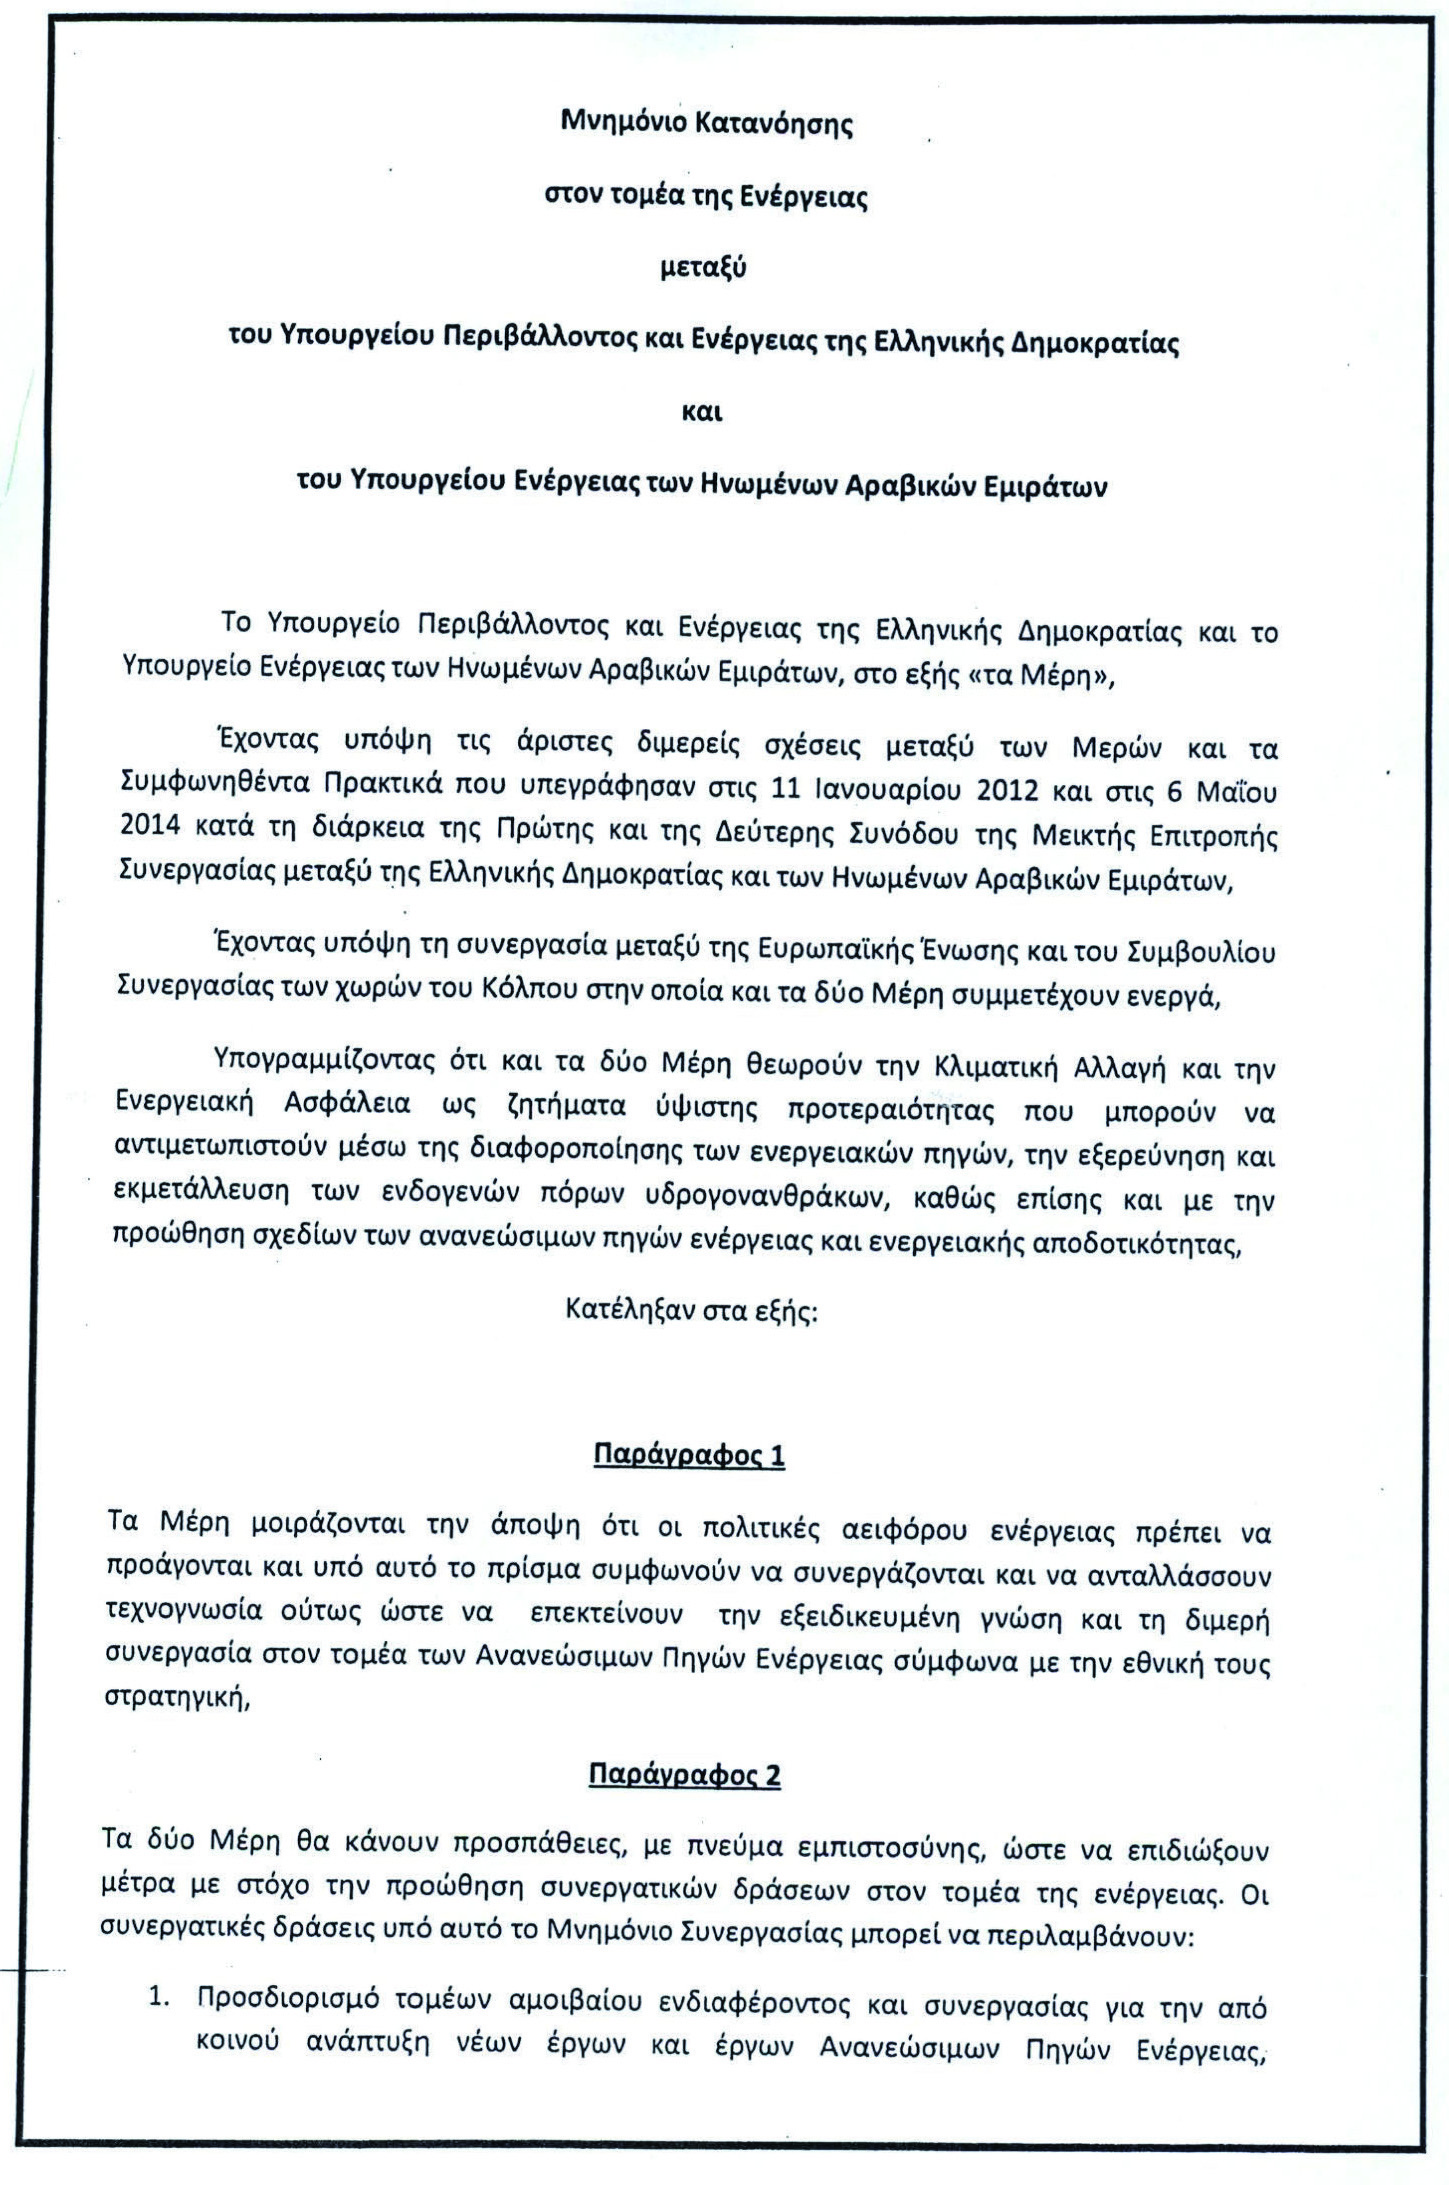 Μνημόνιο Κατανόησης
στον τομέα της Ενέργειας
μεταξύ
του Υπουργείου Περιβάλλοντος και Ενέργειας της Ελληνικής Δημοκρατίας
και
του Υπουργείου Ενέργειας των Ηνωμένων Αραβικών Εμιράτων
Το Υπουργείο Περιβάλλοντος και Ενέργειας της Ελληνικής Δημοκρατίας και το
Υπουργείο Ενέργειας των Ηνωμένων Αραβικών Εμιράτων, στο εξής «τα Μέρη»,
Έχοντας υπόψη τις άριστες διμερείς σχέσεις μεταξύ των Μερών και τα
Συμφωνηθέντα Πρακτικά που υπεγράφησαν στις 11 Ιανουαρίου 2012 και στις 6 Μαΐου
2014 κατά τη διάρκεια της Πρώτης και της Δεύτερης Συνόδου της Μεικτής Επιτροπής
Συνεργασίας μεταξύ της Ελληνικής Δημοκρατίας και των Ηνωμένων Αραβικών Εμιράτων,
Έχοντας υπόψη τη συνεργασία μεταξύ της Ευρωπαϊκής Ένωσης και του Συμβουλίου
Συνεργασίας των χωρών του Κόλπου στην οποία και τα δύο Μέρη συμμετέχουν ενεργά,
Υπογραμμίζοντας ότι και τα δύο Μέρη θεωρούν την Κλιματική Αλλαγή και την
Ενεργειακή Ασφάλεια ως ζητήματα ύψιστης προτεραιότητας που μπορούν να
αντιμετωπιστούν μέσω της διαφοροποίησης των ενεργειακών πηγών, την εξερεύνηση και
εκμετάλλευση των ενδογενών πόρων υδρογονανθράκων, καθώς επίσης και με την
προώθηση σχεδίων των ανανεώσιμων πηγών ενέργειας και ενεργειακής αποδοτικότητας,
Κατέληξαν στα εξής:
Παράγραφος 1
Τα Μέρη μοιράζονται την άποψη ότι οι πολιτικές αειφόρου ενέργειας πρέπει να
προάγονται και υπό αυτό το πρίσμα συμφωνούν να συνεργάζονται και να ανταλλάσσουν
τεχνογνωσία ούτως ώστε να επεκτείνουν την εξειδικευμένη γνώση και τη διμερή
συνεργασία στον τομέα των Ανανεώσιμων Πηγών Ενέργειας σύμφωνα με την εθνική τους
στρατηγική,
Παράγραφος 2
Τα δύο Μέρη θα κάνουν προσπάθειες, με πνεύμα εμπιστοσύνης, ώστε να επιδιώξουν
μέτρα με στόχο την προώθηση συνεργατικών δράσεων στον τομέα της ενέργειας. Οι
συνεργατικές δράσεις υπό αυτό το Μνημόνιο Συνεργασίας μπορεί να περιλαμβάνουν:
1. Προσδιορισμό τομέων αμοιβαίου ενδιαφέροντος και συνεργασίας για την από
κοινού ανάπτυξη νέων έργων και έργων Ανανεώσιμων Πηγών Ενέργειας,